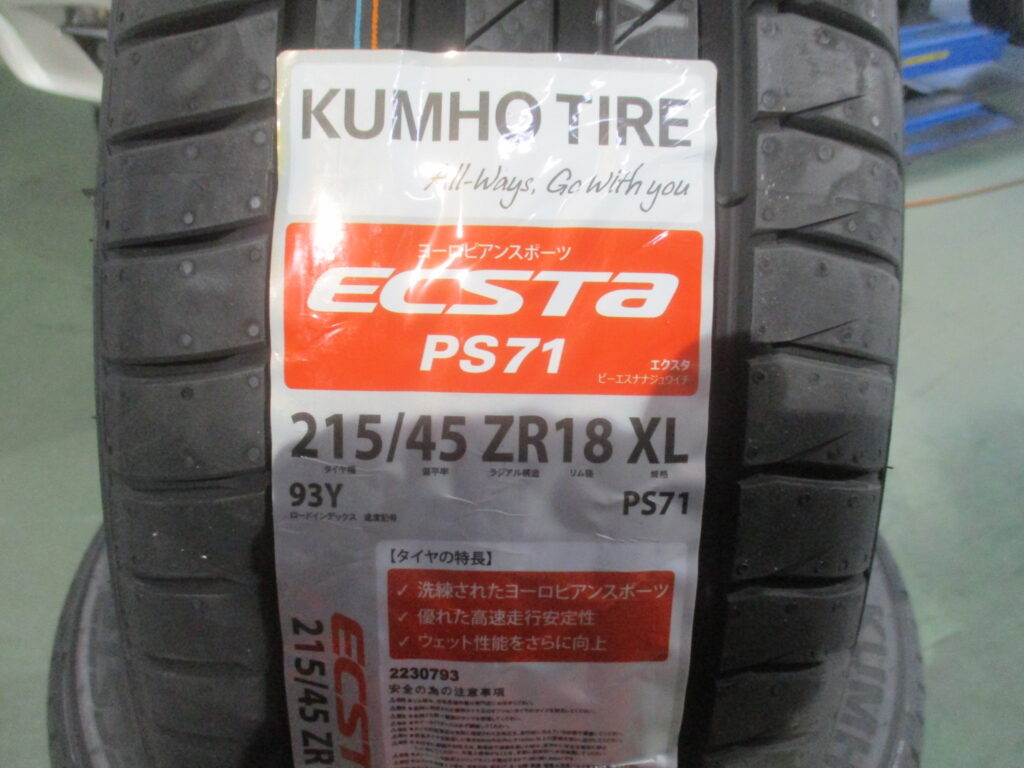 KUMHO TIRE
All-Ways, Go With you
ヨーロピアンスポーツ
ECSTA
PS71
エクスタ
ピーエスナナジュウイチ
215/45 ZR18 XL
タイヤ幅 扁平率 ラジアル構造 リム径 規格
93Y PS71
ロードインデックス 速度記号
【タイヤの特長】
✓ 洗練されたヨーロピアンスポーツ
✓ 優れた高速走行安定性
✓ ウェット性能をさらに向上
2230793
安全の為の注意事項
ECST
215/45 ZR
KUM